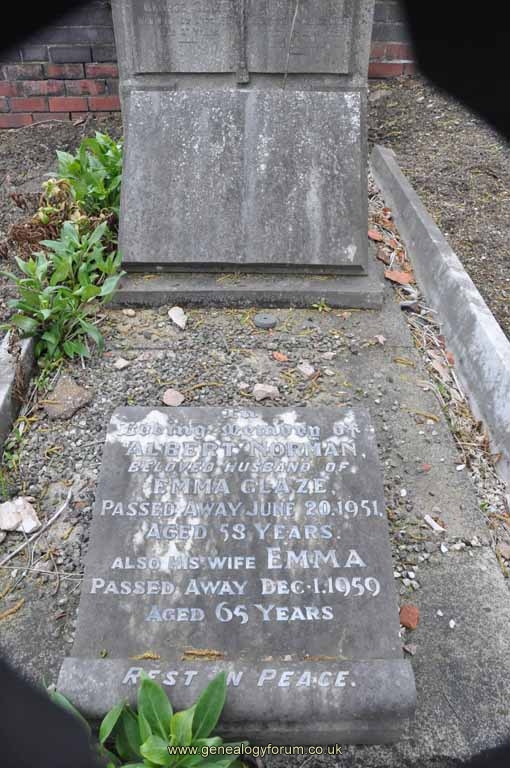 In
Loving Memory of
ALBERT NORMAN,
BELOVED HUSBAND OF
EMMA GLAZE,
PASSED AWAY JUNE 20, 1951,
AGED 58 YEARS.
ALSO HIS WIFE EMMA
PASSED AWAY DEC. 1. 1959
AGED 65 YEARS
REST IN PEACE.
www.genealogyforum.co.uk